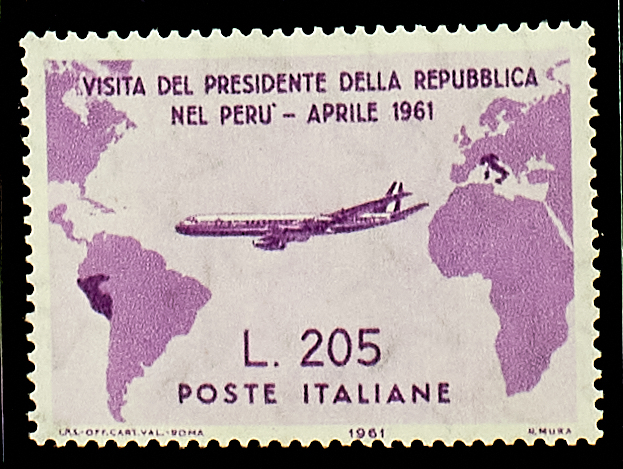 VISITA DEL PRESIDENTE DELLA REPUBBLICA
NEL PERU' - APRILE 1961
L. 205
POSTE ITALIANE
I.P.S.-OFF.CART.VAL.-ROMA 1961 R. MURA